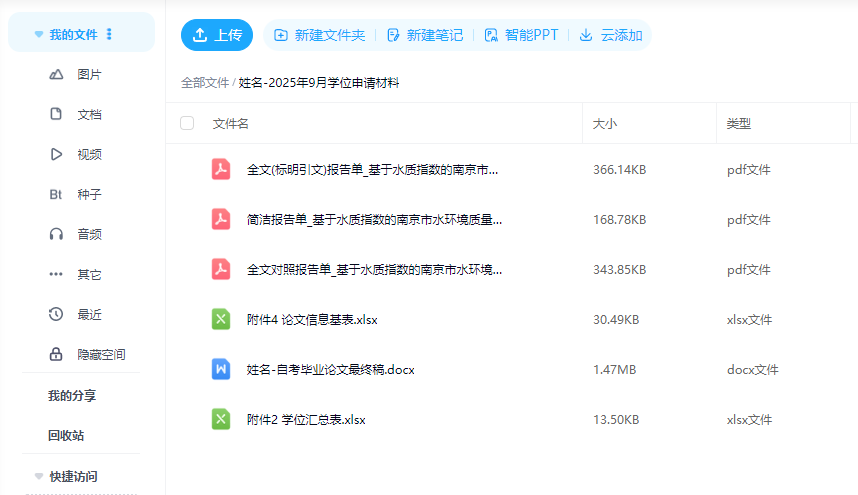 我的文件
图片
文档
视频
Bt 种子
音频
其它
最近
隐藏空间
我的分享
回收站
快捷访问
上传 新建文件夹 新建笔记 智能PPT 云添加
全部文件 / 姓名-2025年9月学位申请材料
文件名 大小 类型
全文(标明引文)报告单_基于水质指数的南京市... 366.14KB pdf文件
简洁报告单_基于水质指数的南京市水环境质量... 168.78KB pdf文件
全文对照报告单_基于水质指数的南京市水环境... 343.85KB pdf文件
附件4 论文信息基表.xlsx 30.49KB xlsx文件
姓名-自考毕业论文最终稿.docx 1.47MB docx文件
附件2 学位汇总表.xlsx 13.50KB xlsx文件